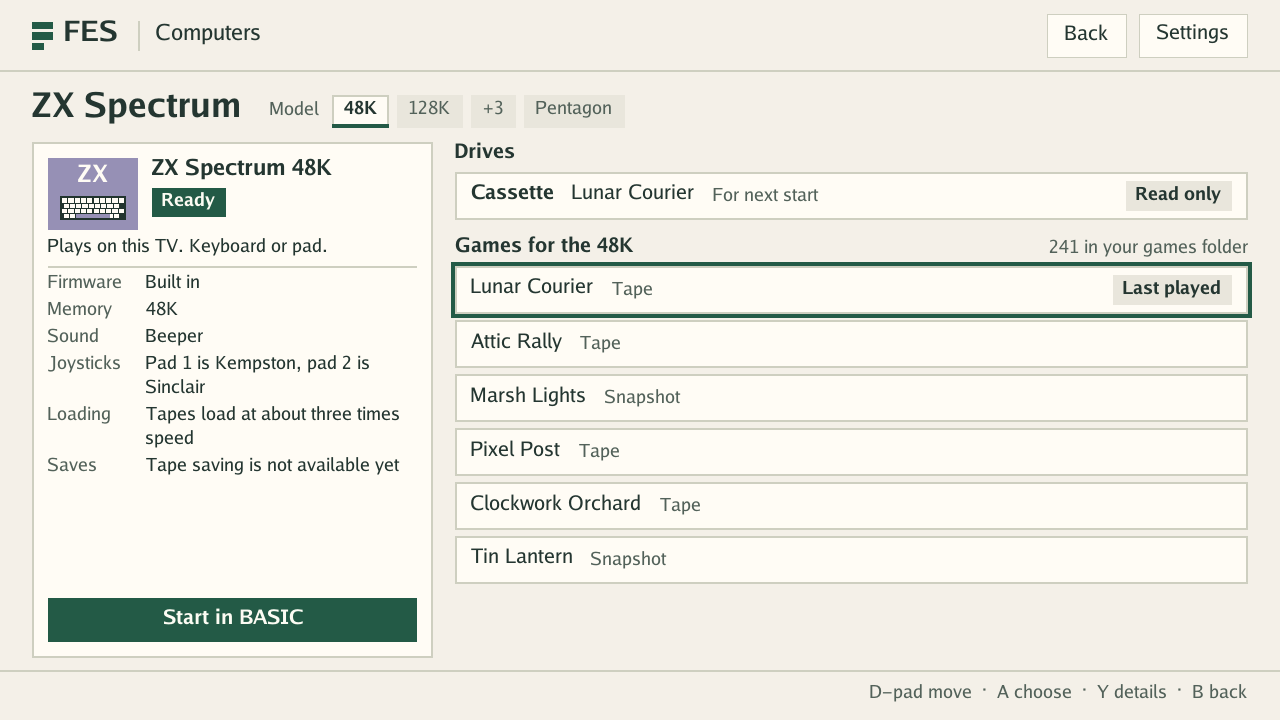 FES
Computers
Back
Settings
ZX Spectrum
Model
48K
128K
+3
Pentagon
ZX
ZX Spectrum 48K
Ready
Plays on this TV. Keyboard or pad.
Firmware Built in
Memory 48K
Sound Beeper
Joysticks Pad 1 is Kempston, pad 2 is
Sinclair
Loading Tapes load at about three times
speed
Saves Tape saving is not available yet
Start in BASIC
Drives
Cassette Lunar Courier For next start Read only
Games for the 48K 241 in your games folder
Lunar Courier Tape Last played
Attic Rally Tape
Marsh Lights Snapshot
Pixel Post Tape
Clockwork Orchard Tape
Tin Lantern Snapshot
D-pad move · A choose · Y details · B back